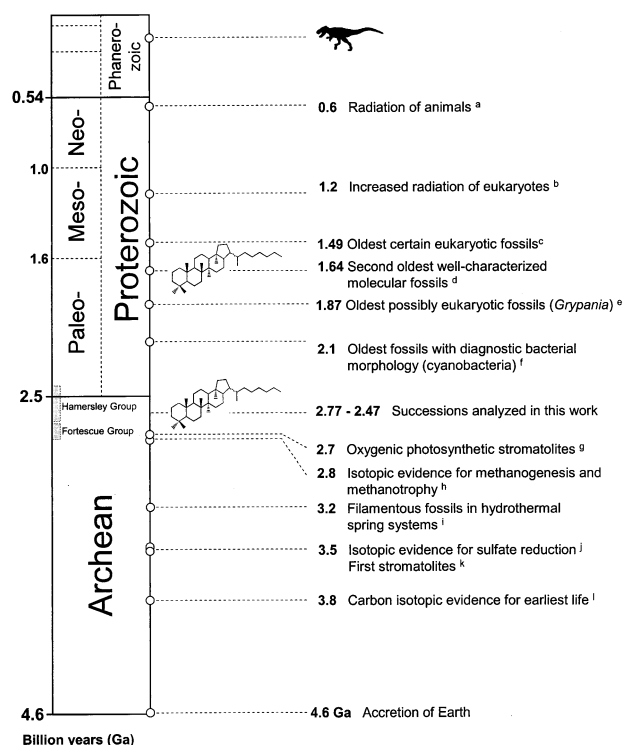 Phanero-
zoic
0.54
0.6 Radiation of animals a
Neo-
1.0
1.2 Increased radiation of eukaryotes b
Meso-
Proterozoic
1.49 Oldest certain eukaryotic fossils c
1.6
1.64 Second oldest well-characterized
molecular fossils d
1.87 Oldest possibly eukaryotic fossils (Grypania) e
Paleo-
2.1 Oldest fossils with diagnostic bacterial
morphology (cyanobacteria) f
2.5
Hamersley Group
2.77 - 2.47 Successions analyzed in this work
Fortescue Group
2.7 Oxygenic photosynthetic stromatolites g
2.8 Isotopic evidence for methanogenesis and
methanotrophy h
3.2 Filamentous fossils in hydrothermal
spring systems i
Archean
3.5 Isotopic evidence for sulfate reduction j
First stromatolites k
3.8 Carbon isotopic evidence for earliest life l
4.6
4.6 Ga Accretion of Earth
Billion years (Ga)